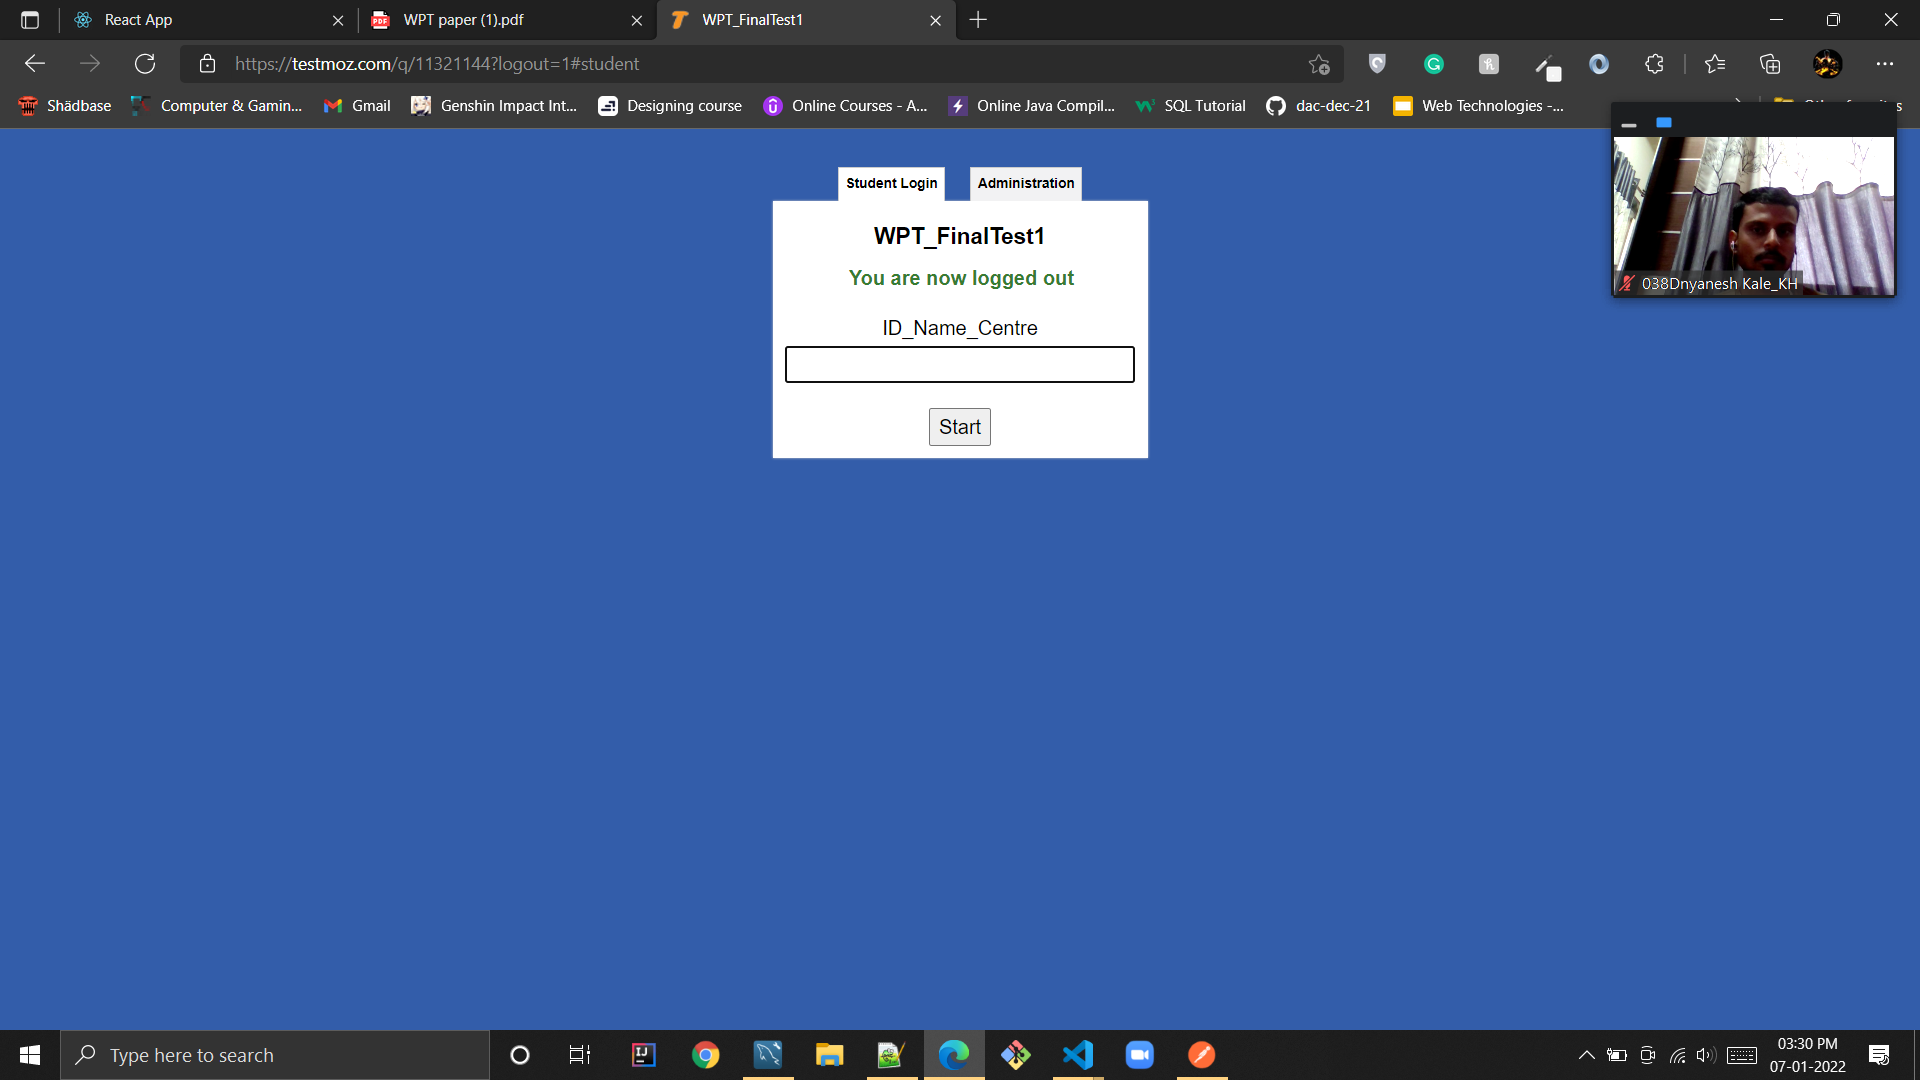 React App
WPT paper (1).pdf
WPT_FinalTest1
https://testmoz.com/q/11321144?logout=1#student
Shädbase
Computer & Gamin...
Gmail
Genshin Impact Int...
Designing course
Online Courses - A...
Online Java Compil...
SQL Tutorial
dac-dec-21
Web Technologies -...
Student Login
Administration
WPT_FinalTest1
You are now logged out
ID_Name_Centre
Start
038Dnyanesh Kale_KH
Type here to search
03:30 PM
07-01-2022